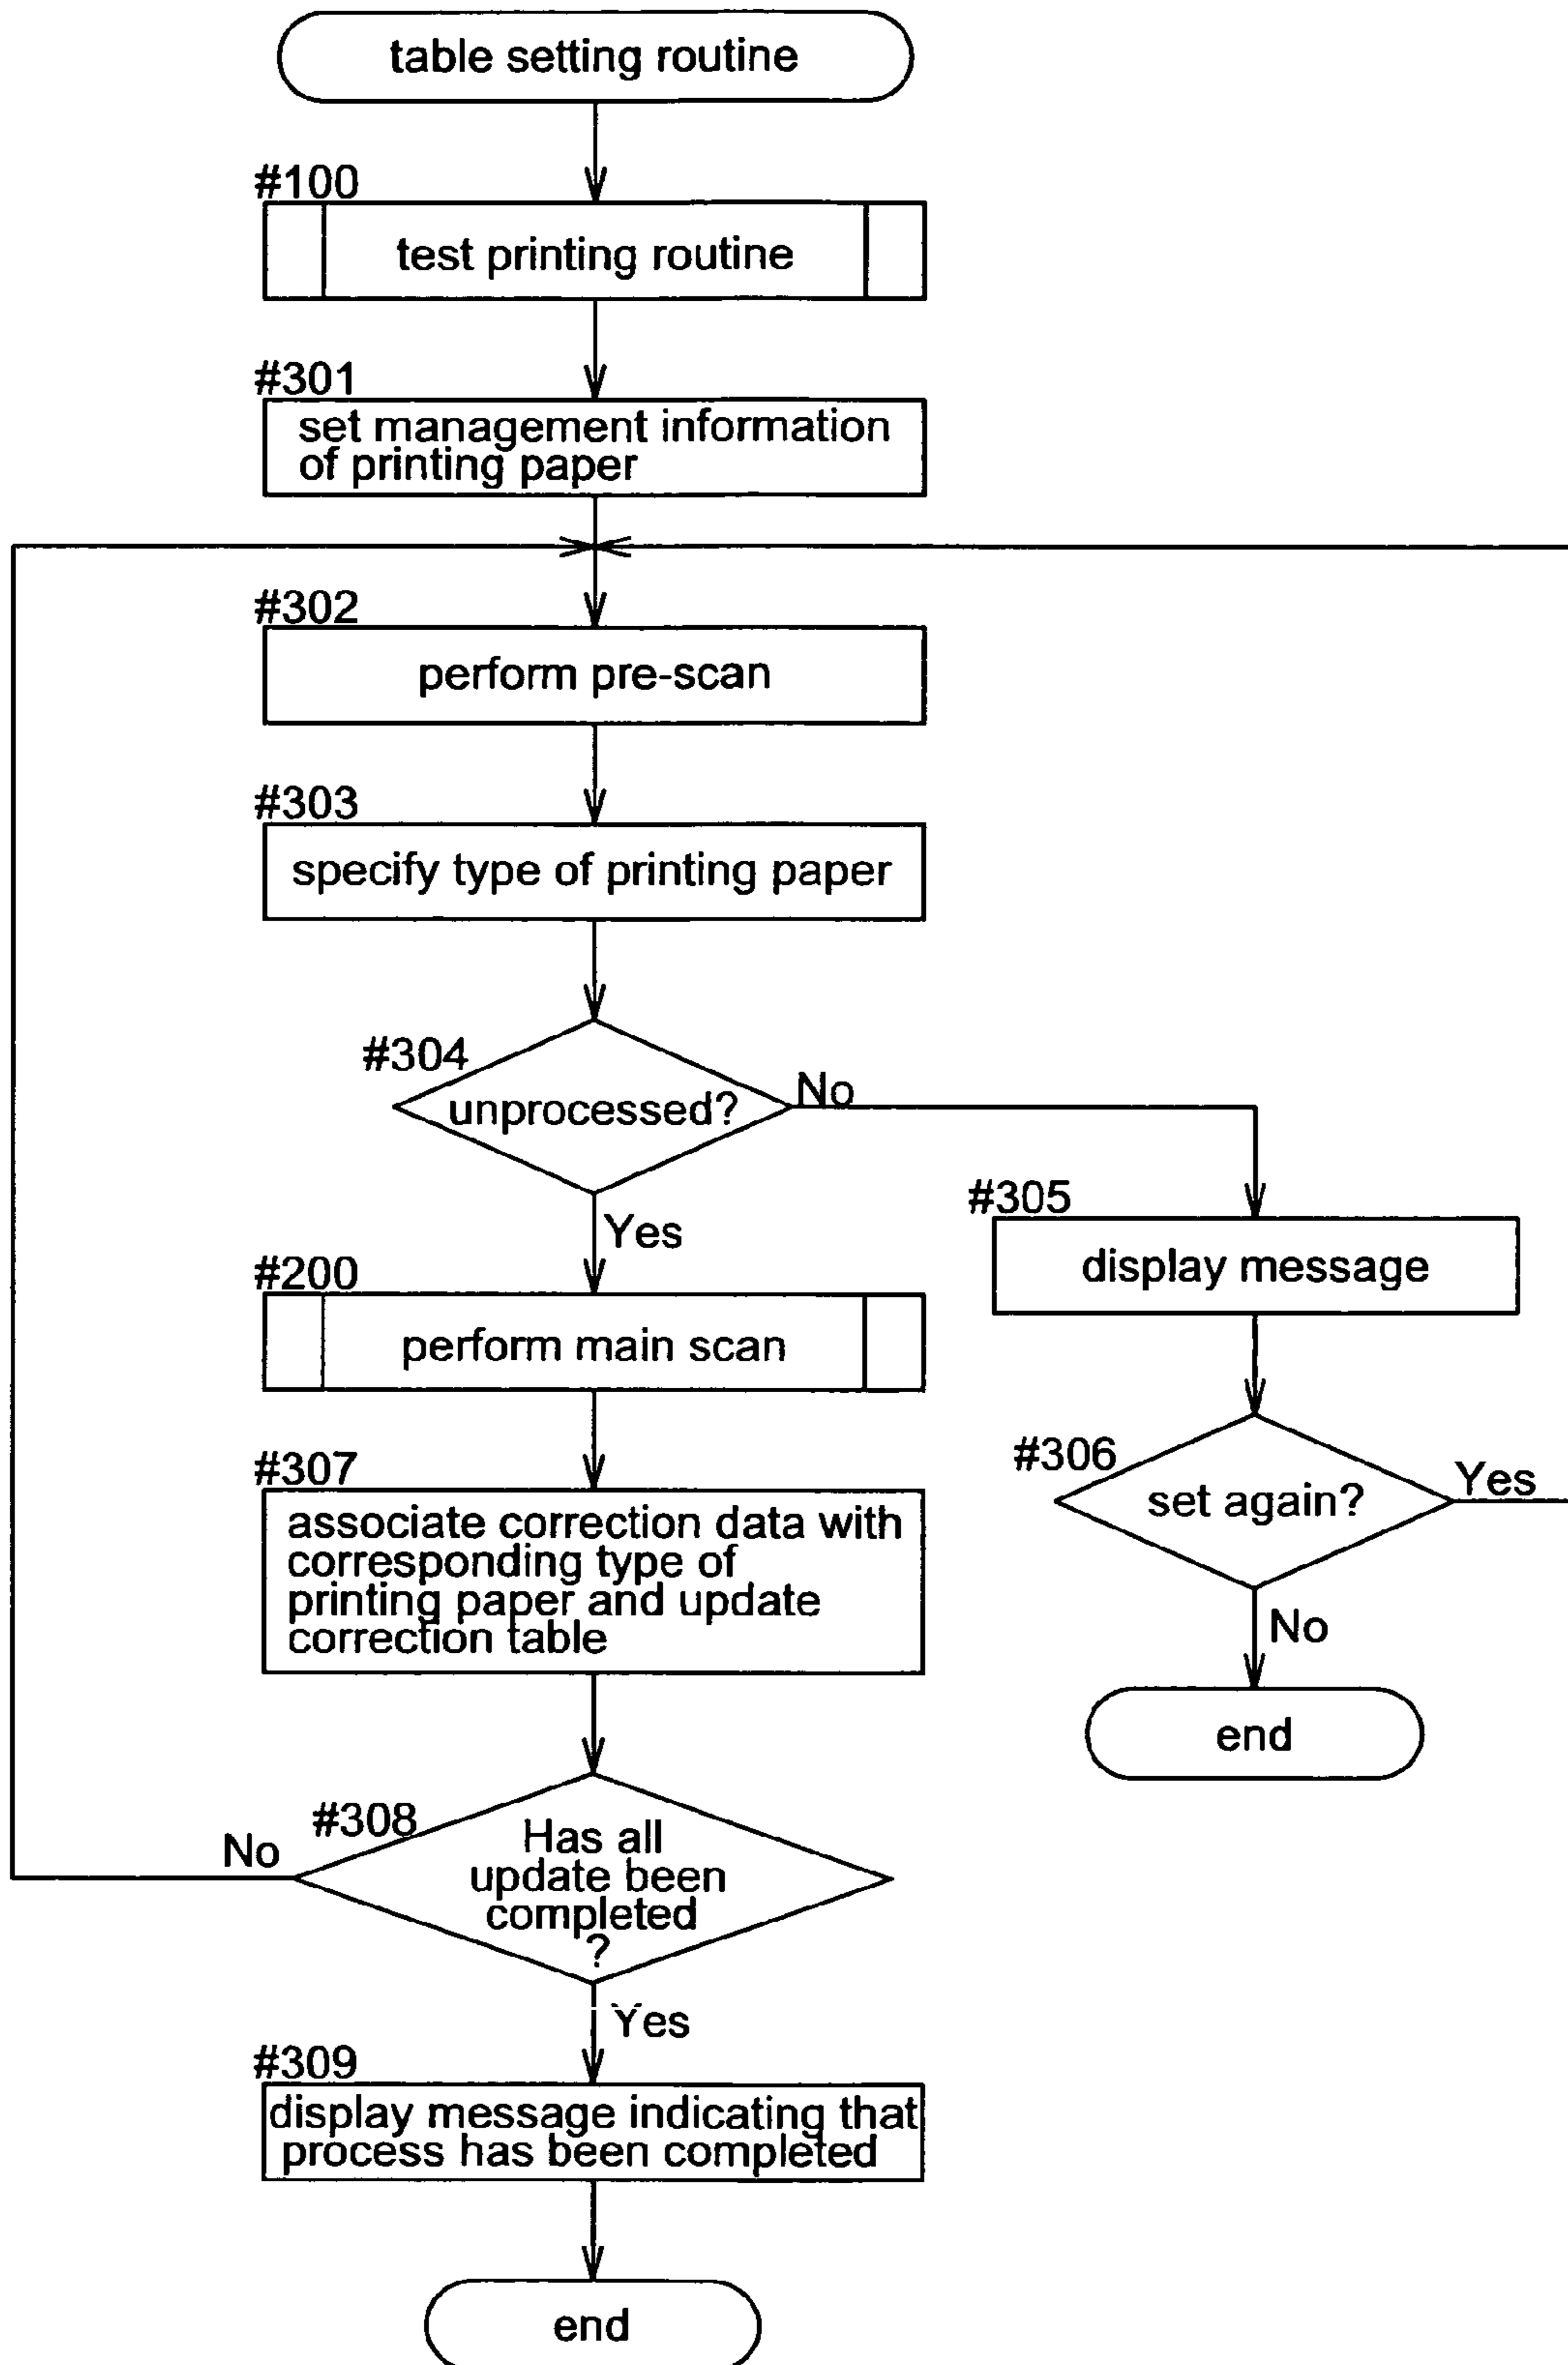 table setting routine
#100
test printing routine
#301
set management information
of printing paper
#302
perform pre-scan
#303
specify type of printing paper
#304
unprocessed?
No
Yes
#305
display message
#200
perform main scan
#306
set again?
Yes
No
end
#307
associate correction data with
corresponding type of
printing paper and update
correction table
#308
Has all
update been
completed
?
No
Yes
#309
display message indicating that
process has been completed
end